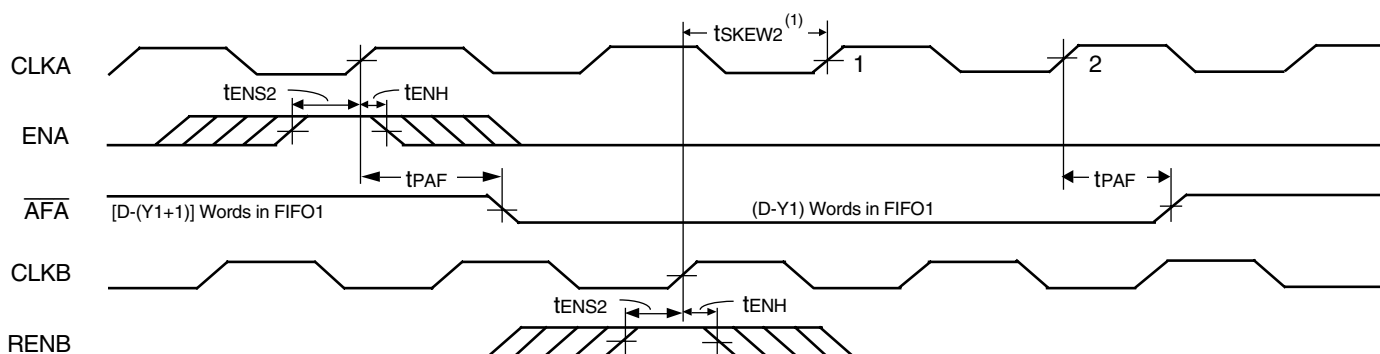 tSKEW2 (1)
CLKA
1
2
tENS2
tENH
ENA
tPAF
tPAF
AFA
[D-(Y1+1)] Words in FIFO1
(D-Y1) Words in FIFO1
CLKB
tENS2
tENH
RENB